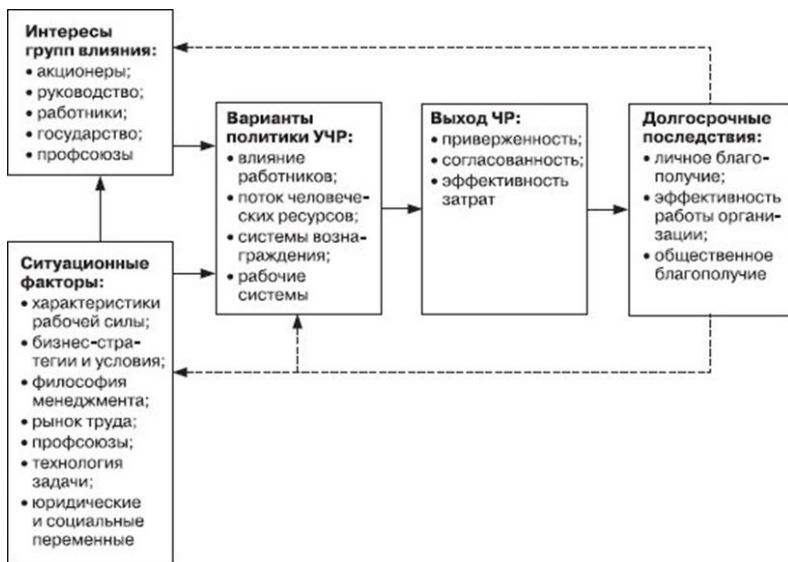 Интересы
групп влияния:
• акционеры;
• руководство;
• работники;
• государство;
• профсоюзы
Ситуационные
факторы:
• характеристики
рабочей силы;
• бизнес-стра-
тегии и условия;
• философия
менеджмента;
• рынок труда;
• профсоюзы;
• технология
задачи;
• юридические
и социальные
переменные
Варианты
политики УЧР:
• влияние
работников;
• поток человече-
ских ресурсов;
• системы возна-
граждения;
• рабочие
системы
Выход ЧР:
• приверженность;
• согласованность;
• эффективность
затрат
Долгосрочные
последствия:
• личное благо-
получие;
• эффективность
работы органи-
зации;
• общественное
благополучие